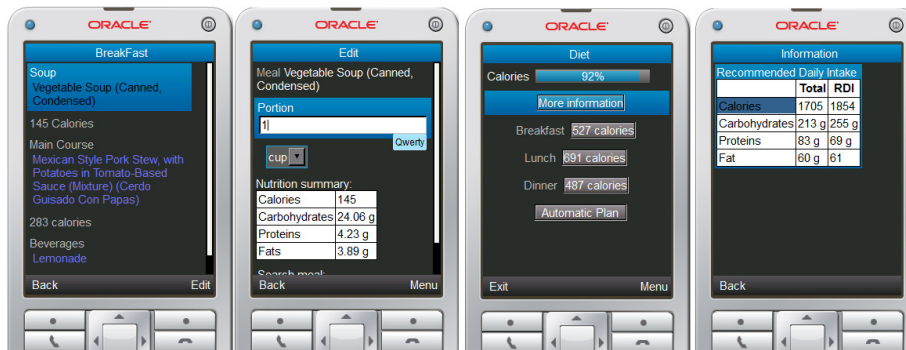 ORACLE
BreakFast
Soup
Vegetable Soup (Canned,
Condensed)
145 Calories
Main Course
Mexican Style Pork Stew, with
Potatoes in Tomato-Based
Sauce (Mixture) (Cerdo
Guisado Con Papas)
283 calories
Beverages
Lemonade
Back Edit
ORACLE
Edit
Meal Vegetable Soup (Canned,
Condensed)
Portion
1
Qwerty
cup
Nutrition summary:
Calories 145
Carbohydrates 24.06 g
Proteins 4.23 g
Fats 3.89 g
Search meal:
Back Menu
ORACLE
Diet
Calories 92%
More information
Breakfast 527 calories
Lunch 691 calories
Dinner 487 calories
Automatic Plan
Exit Menu
ORACLE
Information
Recommended Daily Intake
Total RDI
Calories 1705 1854
Carbohydrates 213 g 255 g
Proteins 83 g 69 g
Fat 60 g 61
Back